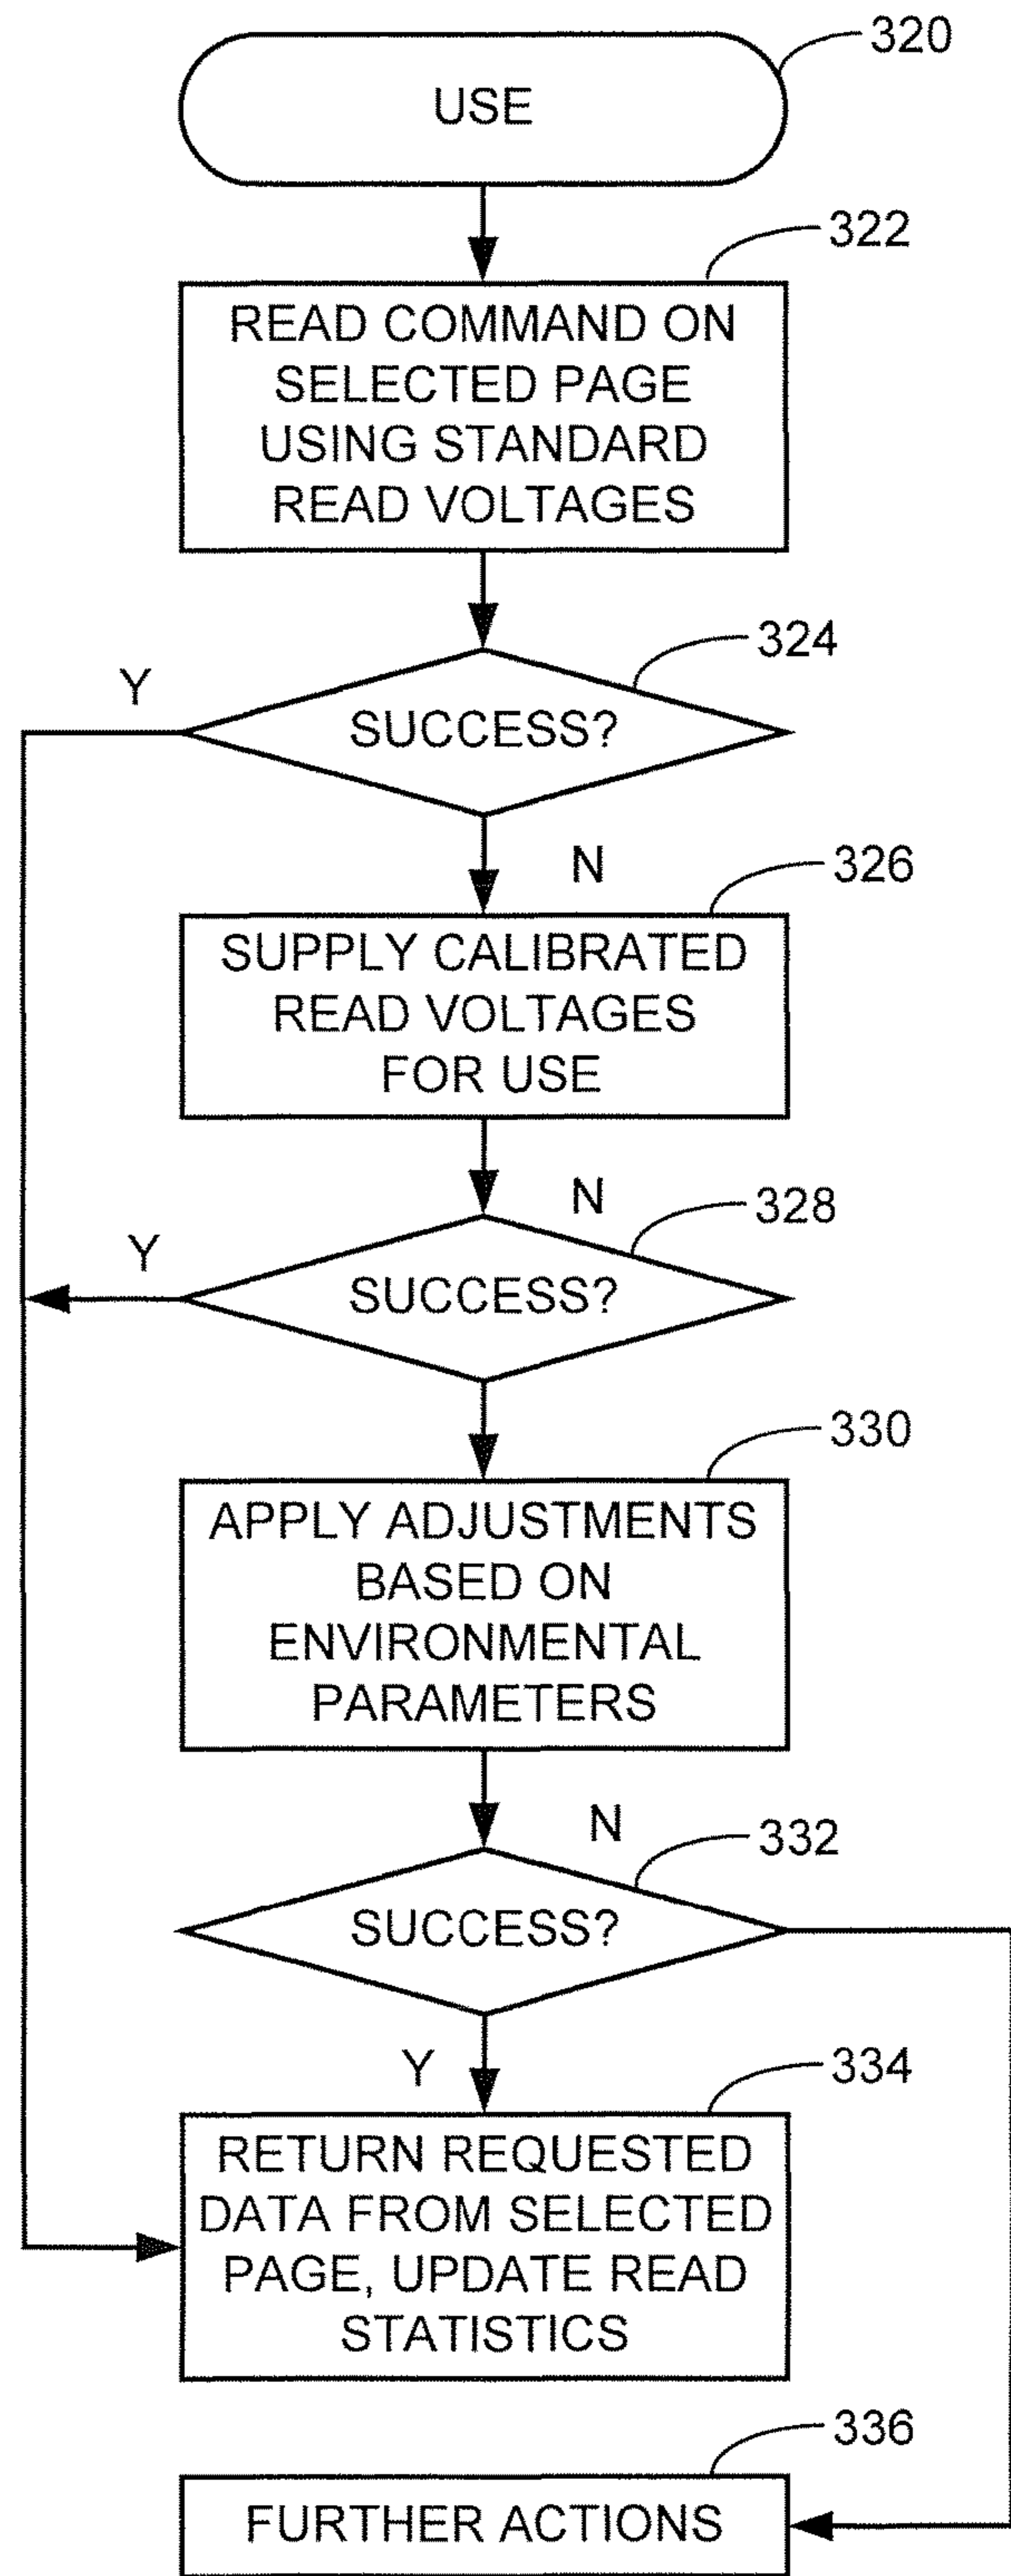 320
USE
322
READ COMMAND ON
SELECTED PAGE
USING STANDARD
READ VOLTAGES
324
Y
SUCCESS?
N
326
SUPPLY CALIBRATED
READ VOLTAGES
FOR USE
N
328
Y
SUCCESS?
330
APPLY ADJUSTMENTS
BASED ON
ENVIRONMENTAL
PARAMETERS
N
332
SUCCESS?
Y
334
RETURN REQUESTED
DATA FROM SELECTED
PAGE, UPDATE READ
STATISTICS
336
FURTHER ACTIONS